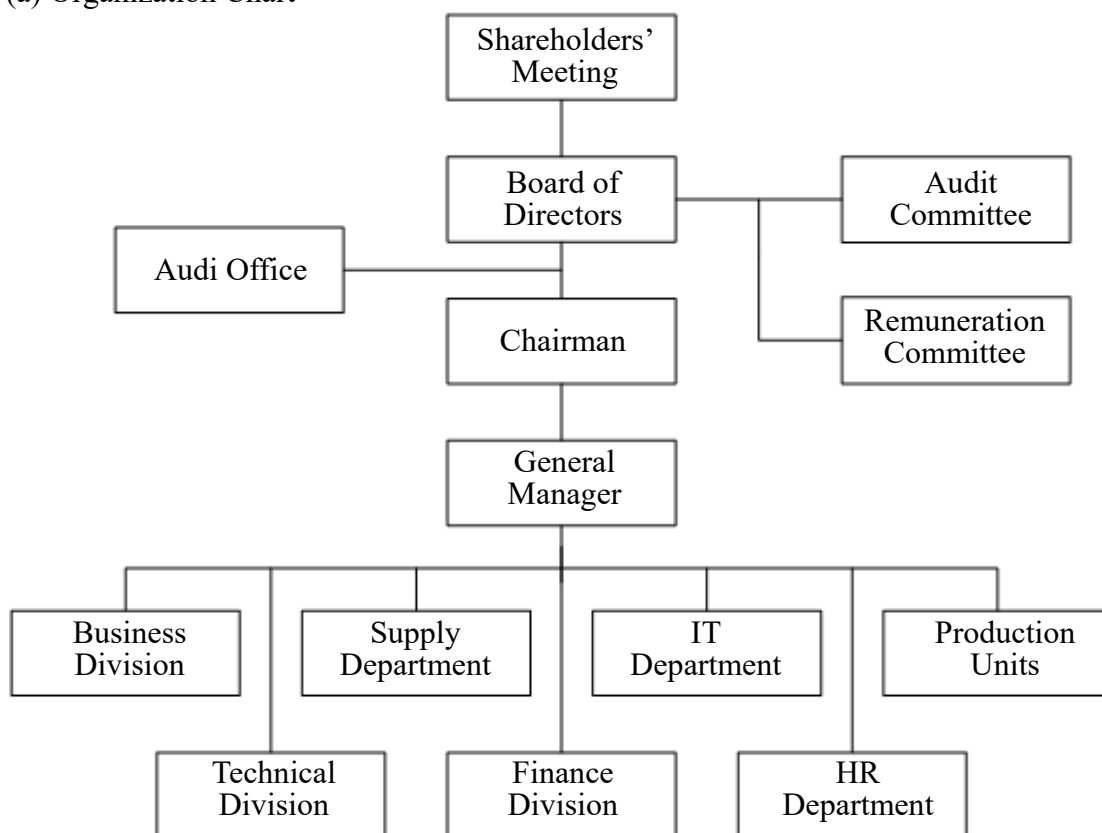 (a) Organization Chart
Shareholders’
Meeting
Board of
Directors
Audit
Committee
Audi Office
Remuneration
Committee
Chairman
General
Manager
Business
Division
Supply
Department
IT
Department
Production
Units
Technical
Division
Finance
Division
HR
Department